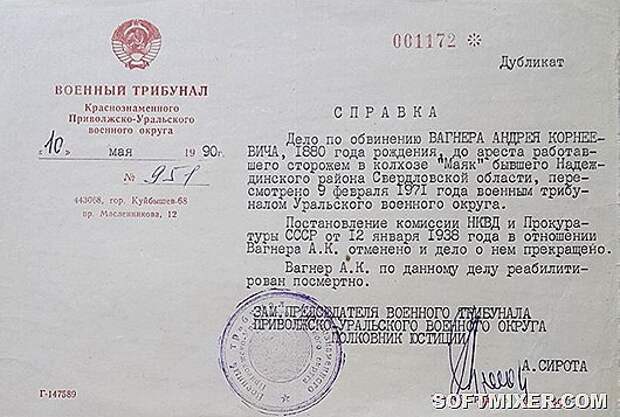 001172 *
Дубликат
ВОЕННЫЙ ТРИБУНАЛ
Краснознаменного
Приволжско-Уральского
военного округа
«10» мая 1990г.
№ 951
443068, гор. Куйбышев-68
пр. Масленникова, 12
СПРАВКА
Дело по обвинению ВАГНЕРА АНДРЕЯ КОРНЕЕ-
ВИЧА, 1880 года рождения, до ареста работав-
шего сторожем в колхозе "Маяк" бывшего Надеж-
динского района Свердловской области, пере-
смотрено 9 февраля 1971 года военным трибу-
налом Уральского военного округа.
Постановление комиссии НКВД и Прокура-
туры СССР от 12 января 1938 года в отношении
Вагнера А.К. отменено и дело о нем прекращено.
Вагнер А.К. по данному делу реабилити-
рован посмертно.
ЗАМ.ПРЕДСЕДАТЕЛЯ ВОЕННОГО ТРИБУНАЛА
ПРИВОЛЖСКО-УРАЛЬСКОГО ВОЕННОГО ОКРУГА
ПОЛКОВНИК ЮСТИЦИИ
А.СИРОТА
Г-147589
SOFTMIXER.COM